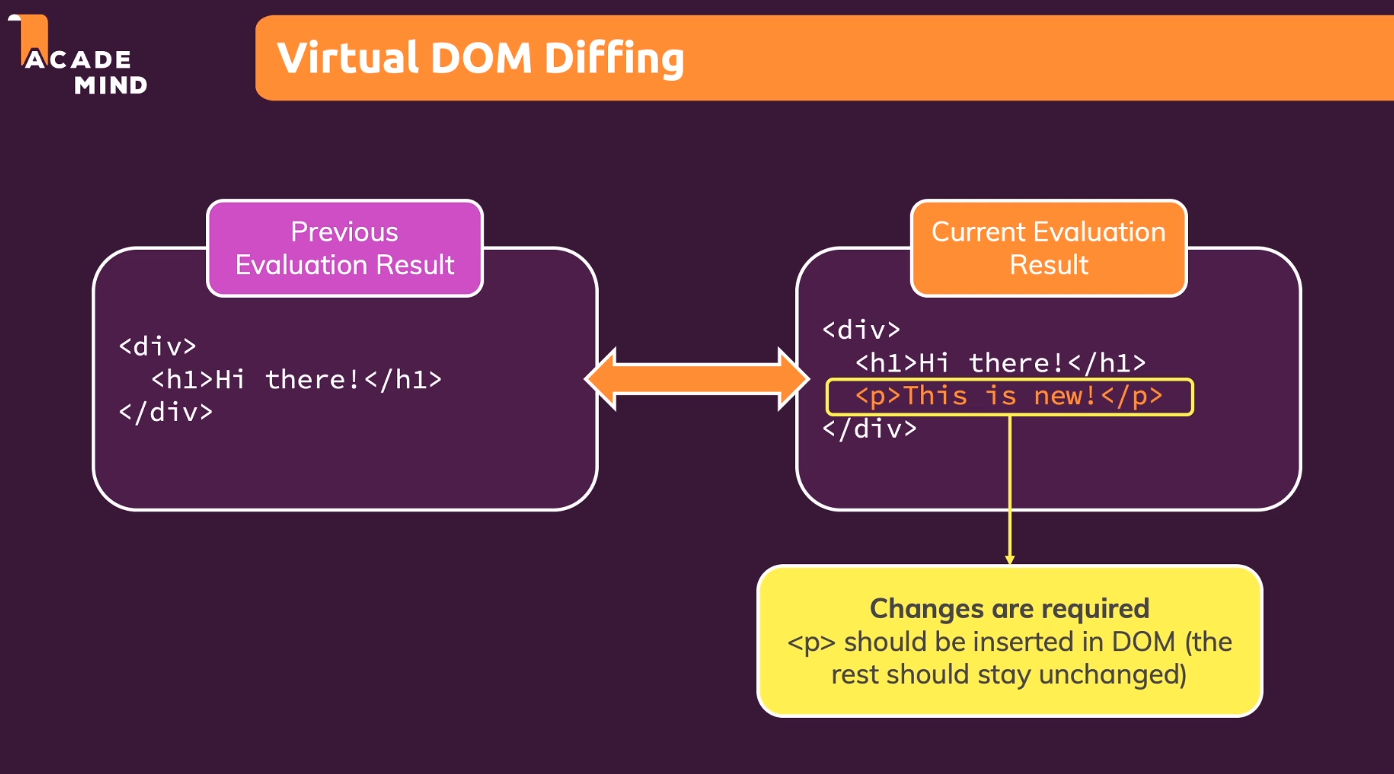 ACADE
MIND
Virtual DOM Diffing
Previous
Evaluation Result
<div>
<h1>Hi there!</h1>
</div>
Current Evaluation
Result
<div>
<h1>Hi there!</h1>
<p>This is new!</p>
</div>
Changes are required
<p> should be inserted in DOM (the
rest should stay unchanged)